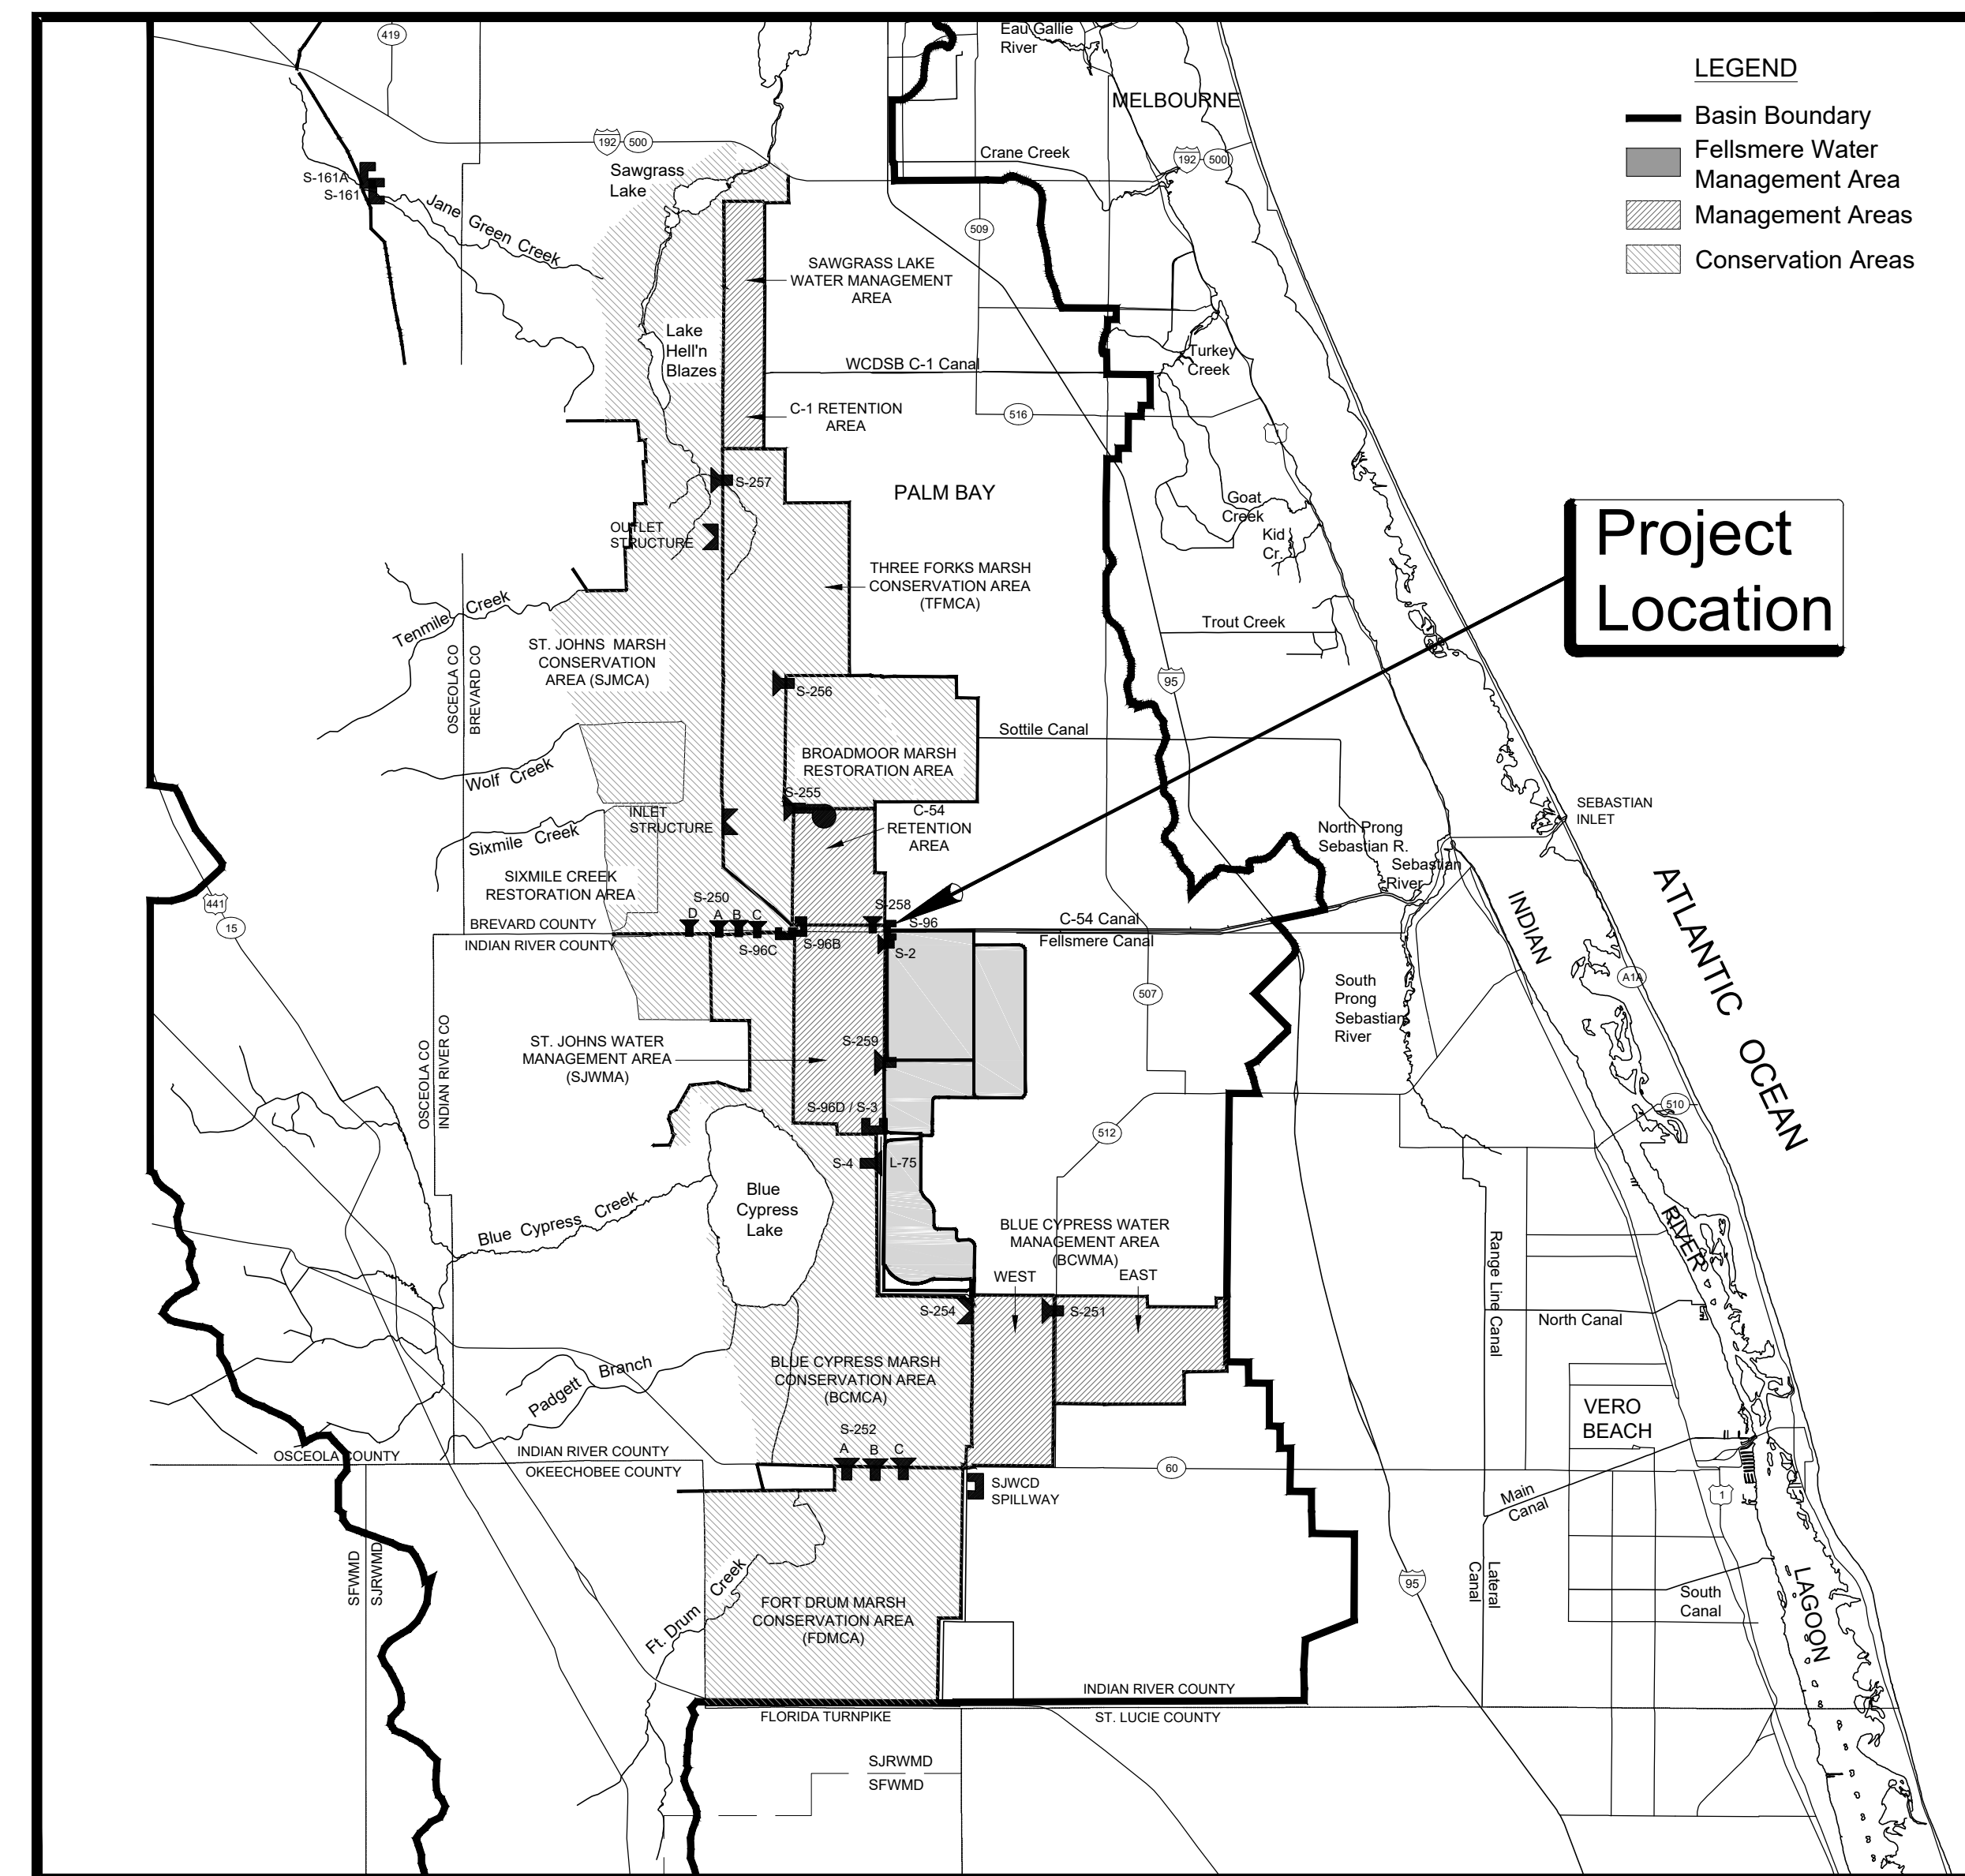 419
Eau Gallie
River
LEGEND
Basin Boundary
Fellsmere Water
Management Area
Management Areas
Conservation Areas
MELBOURNE
192
500
Crane Creek
192
500
Sawgrass
Lake
S-161A
S-161
Jane Green Creek
509
SAWGRASS LAKE
WATER MANAGEMENT
AREA
Lake
Hell'n
Blazes
WCDSB C-1 Canal
Turkey
Creek
C-1 RETENTION
AREA
516
1
S-257
PALM BAY
OUTLET
STRUCTURE
Goat
Creek
Kid
Cr.
Project
Location
THREE FORKS MARSH
CONSERVATION AREA
(TFMCA)
Tenmile Creek
Trout Creek
ST. JOHNS MARSH
CONSERVATION
AREA (SJMCA)
OSCEOLA CO
BREVARD CO
95
S-256
Sottile Canal
BROADMOOR MARSH
RESTORATION AREA
Wolf Creek
S-255
INLET
STRUCTURE
C-54
RETENTION
AREA
SEBASTIAN
INLET
Sixmile Creek
North Prong
Sebastian R.
Sebastian
River
SIXMILE CREEK
RESTORATION AREA
441
15
S-250
D
A
B
C
S-258
S-96
BREVARD COUNTY
INDIAN RIVER COUNTY
S-96C
S-96B
S-2
C-54 Canal
Fellsmere Canal
INDIAN
ATLANTIC OCEAN
A1A
507
South
Prong
Sebastian
River
ST. JOHNS WATER
MANAGEMENT AREA
(SJWMA)
S-259
OSCEOLA CO
INDIAN RIVER CO
S-96D / S-3
510
512
S-4
L-75
Blue
Cypress
Lake
Blue Cypress Creek
BLUE CYPRESS WATER
MANAGEMENT AREA
(BCWMA)
WEST
EAST
RIVER
Range Line Canal
S-254
S-251
North Canal
BLUE CYPRESS MARSH
CONSERVATION AREA
(BCMCA)
Padgett Branch
VERO
BEACH
S-252
A
B
C
OSCEOLA COUNTY
INDIAN RIVER COUNTY
OKEECHOBEE COUNTY
60
SJWCD
SPILLWAY
Main
Canal
1
SFWMD
SJRWMD
95
Lateral
Canal
South
Canal
LAGOON
Ft. Drum Creek
FORT DRUM MARSH
CONSERVATION AREA
(FDMCA)
INDIAN RIVER COUNTY
FLORIDA TURNPIKE
ST. LUCIE COUNTY
SJRWMD
SFWMD